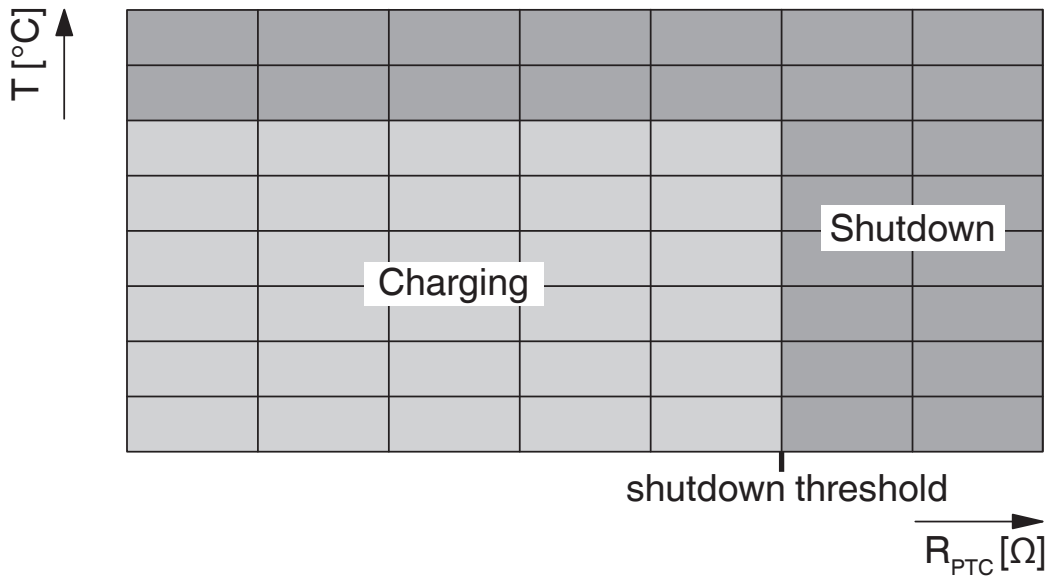 T [°C]
Shutdown
Charging
shutdown threshold
R_PTC [Ω]